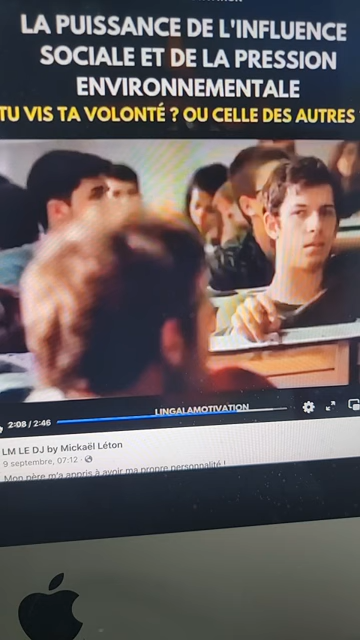 LA PUISSANCE DE L'INFLUENCE
SOCIALE ET DE LA PRESSION
ENVIRONNEMENTALE
TU VIS TA VOLONTÉ ? OU CELLE DES AUTRES
LINGALAMOTIVATION
2:08 / 2:46
LM LE DJ by Mickaël Léton
9 septembre, 07:12 ·
Mon père m'a appris à avoir ma propre personnalité !